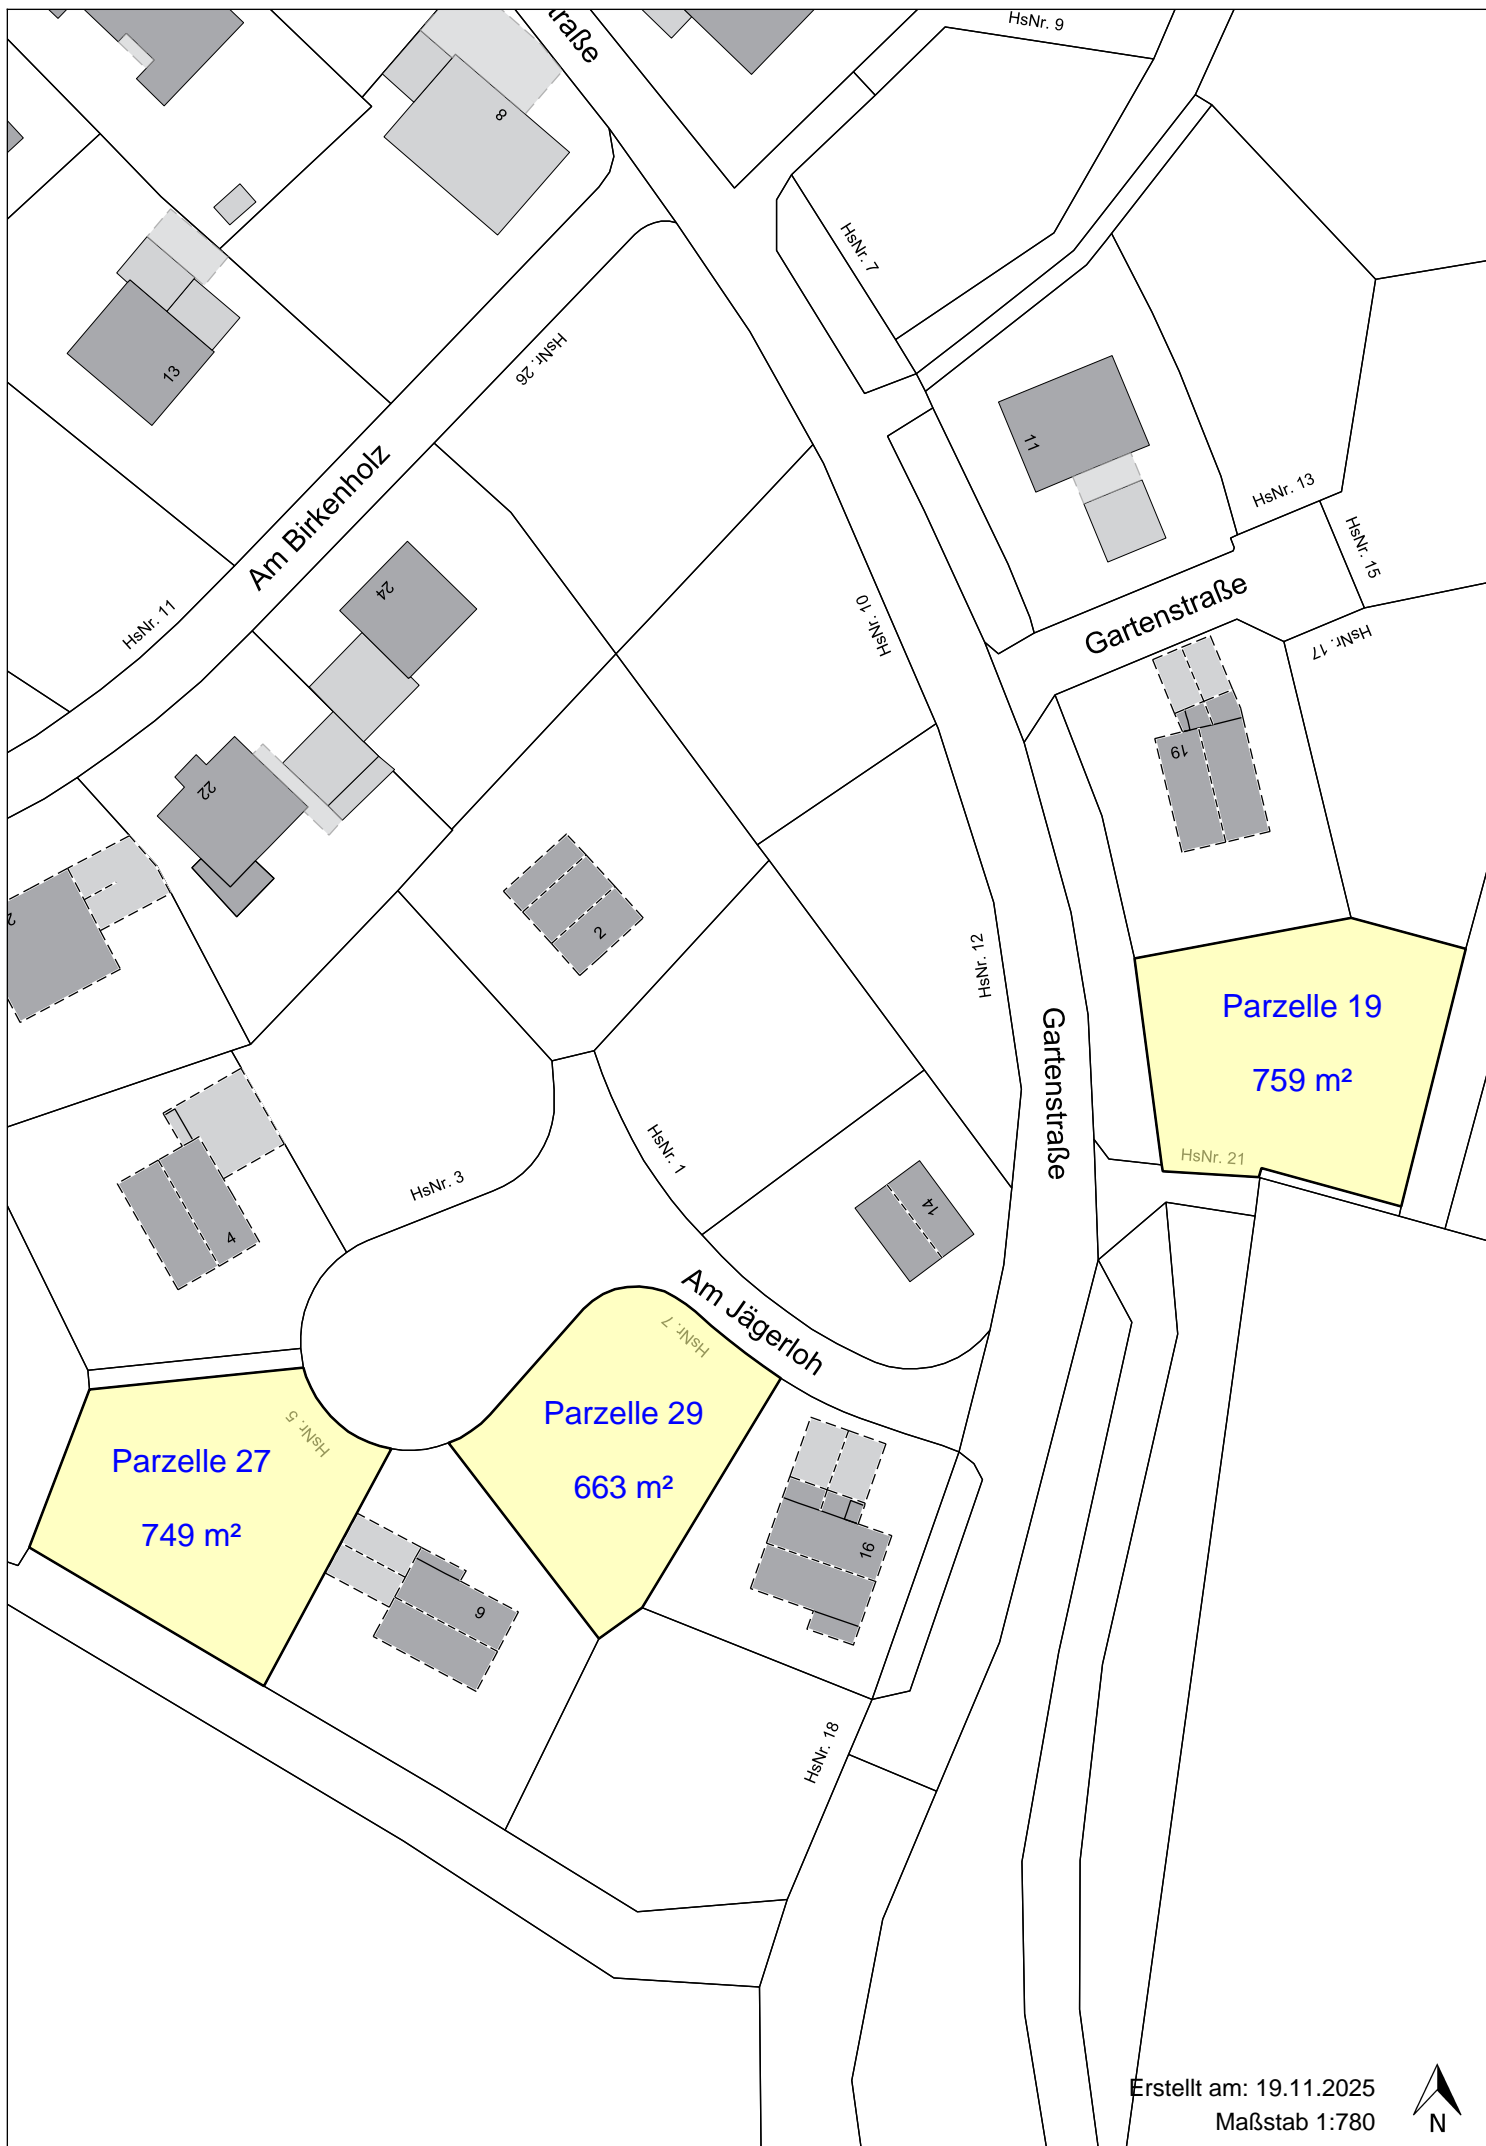 traße
HsNr. 9
8
HsNr. 7
13
HsNr. 26
11
Am Birkenholz
HsNr. 13
HsNr. 15
24
HsNr. 11
HsNr. 10
Gartenstraße
HsNr. 17
19
22
2
2
HsNr. 12
Parzelle 19
759 m²
Gartenstraße
HsNr. 21
HsNr. 1
HsNr. 3
14
4
Am Jägerloh
HsNr. 7
Parzelle 29
663 m²
HsNr. 5
Parzelle 27
749 m²
16
9
HsNr. 18
Erstellt am: 19.11.2025
Maßstab 1:780
N